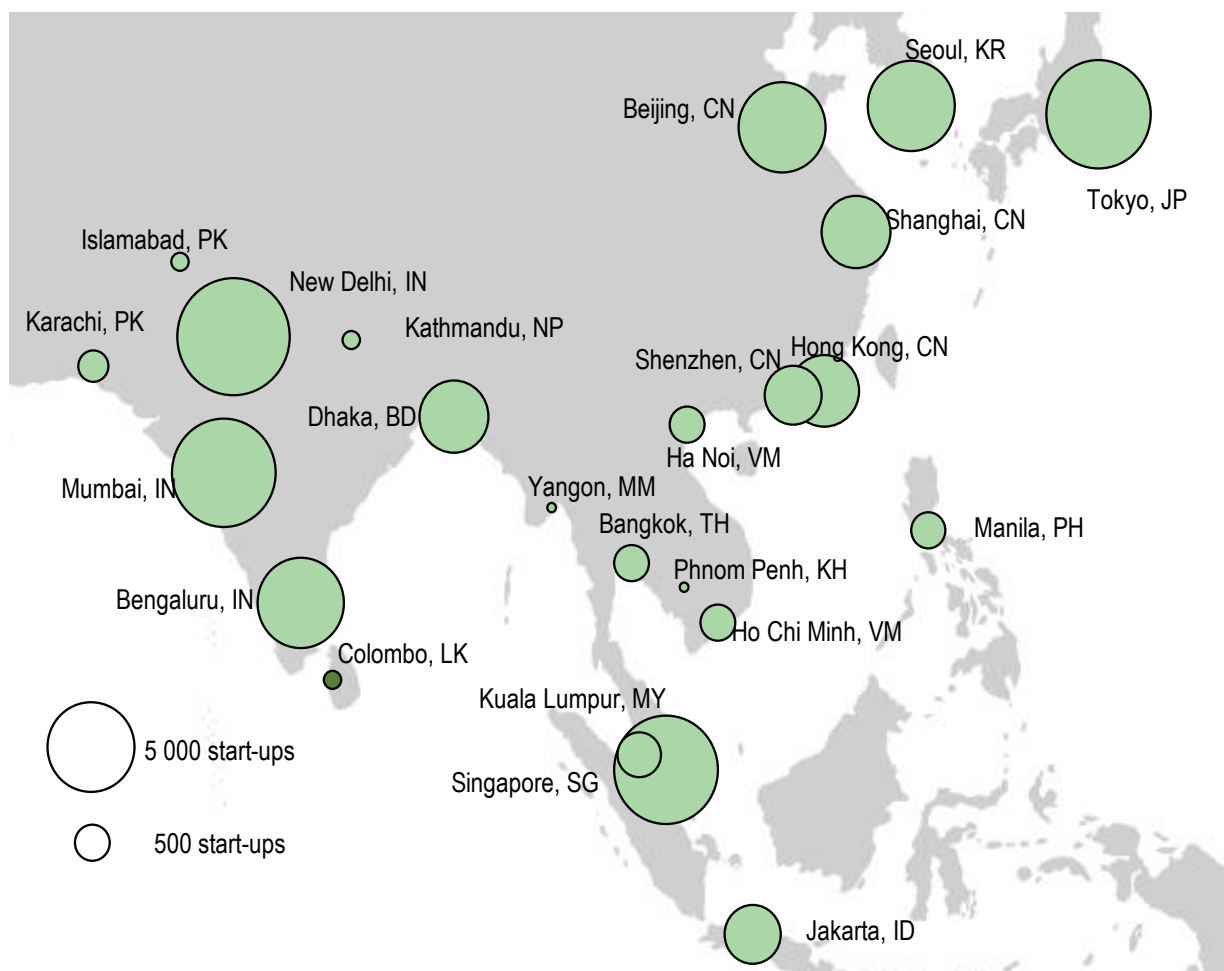 Seoul, KR
Beijing, CN
Tokyo, JP
Shanghai, CN
Islamabad, PK
New Delhi, IN
Karachi, PK
Kathmandu, NP
Hong Kong, CN
Shenzhen, CN
Dhaka, BD
Ha Noi, VM
Mumbai, IN
Yangon, MM
Bangkok, TH
Manila, PH
Phnom Penh, KH
Bengaluru, IN
Ho Chi Minh, VM
Colombo, LK
Kuala Lumpur, MY
5 000 start-ups
Singapore, SG
500 start-ups
Jakarta, ID